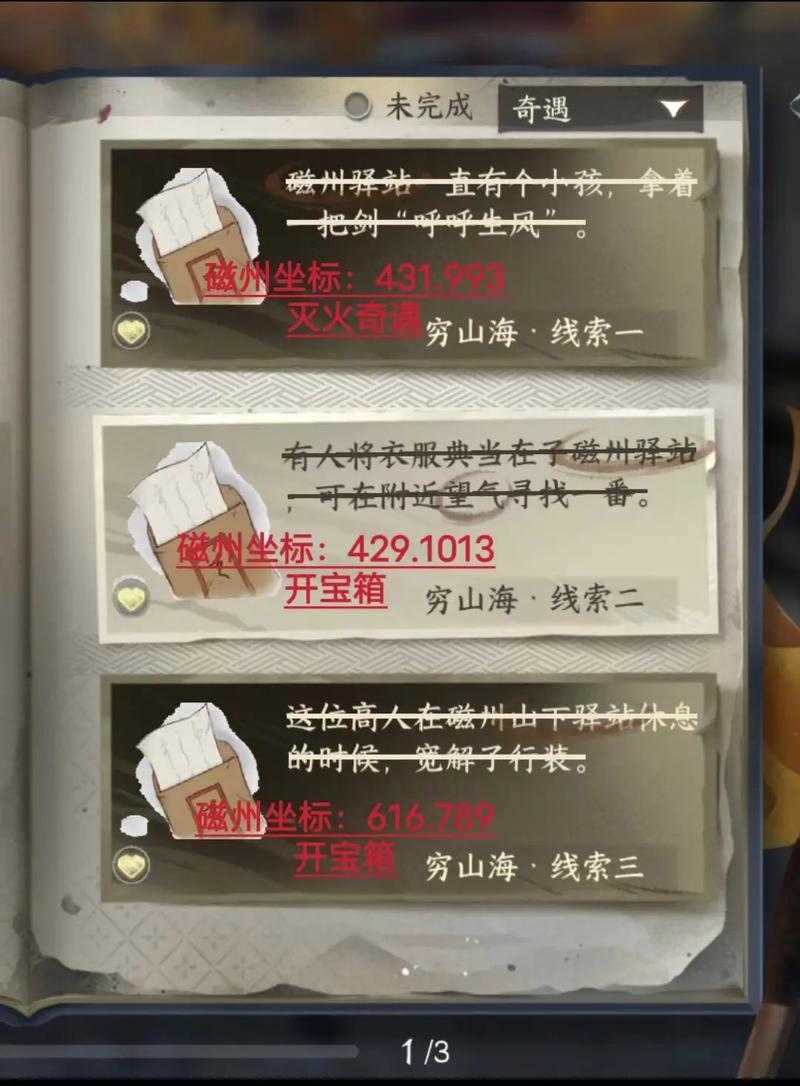 未完成
奇遇
磁州驿站一直有个小孩，拿着
一把剑“呼呼生风”。
磁州坐标：431.993
灭火奇遇
穷山海·线索一
有人将衣服典当在了磁州驿站
，可在附近望气寻找一番。
磁州坐标：429.1013
开宝箱
穷山海·线索二
这位高人在磁州山下驿站休息
的时候，宽解了行装。
磁州坐标：616.789
开宝箱
穷山海·线索三
1/3